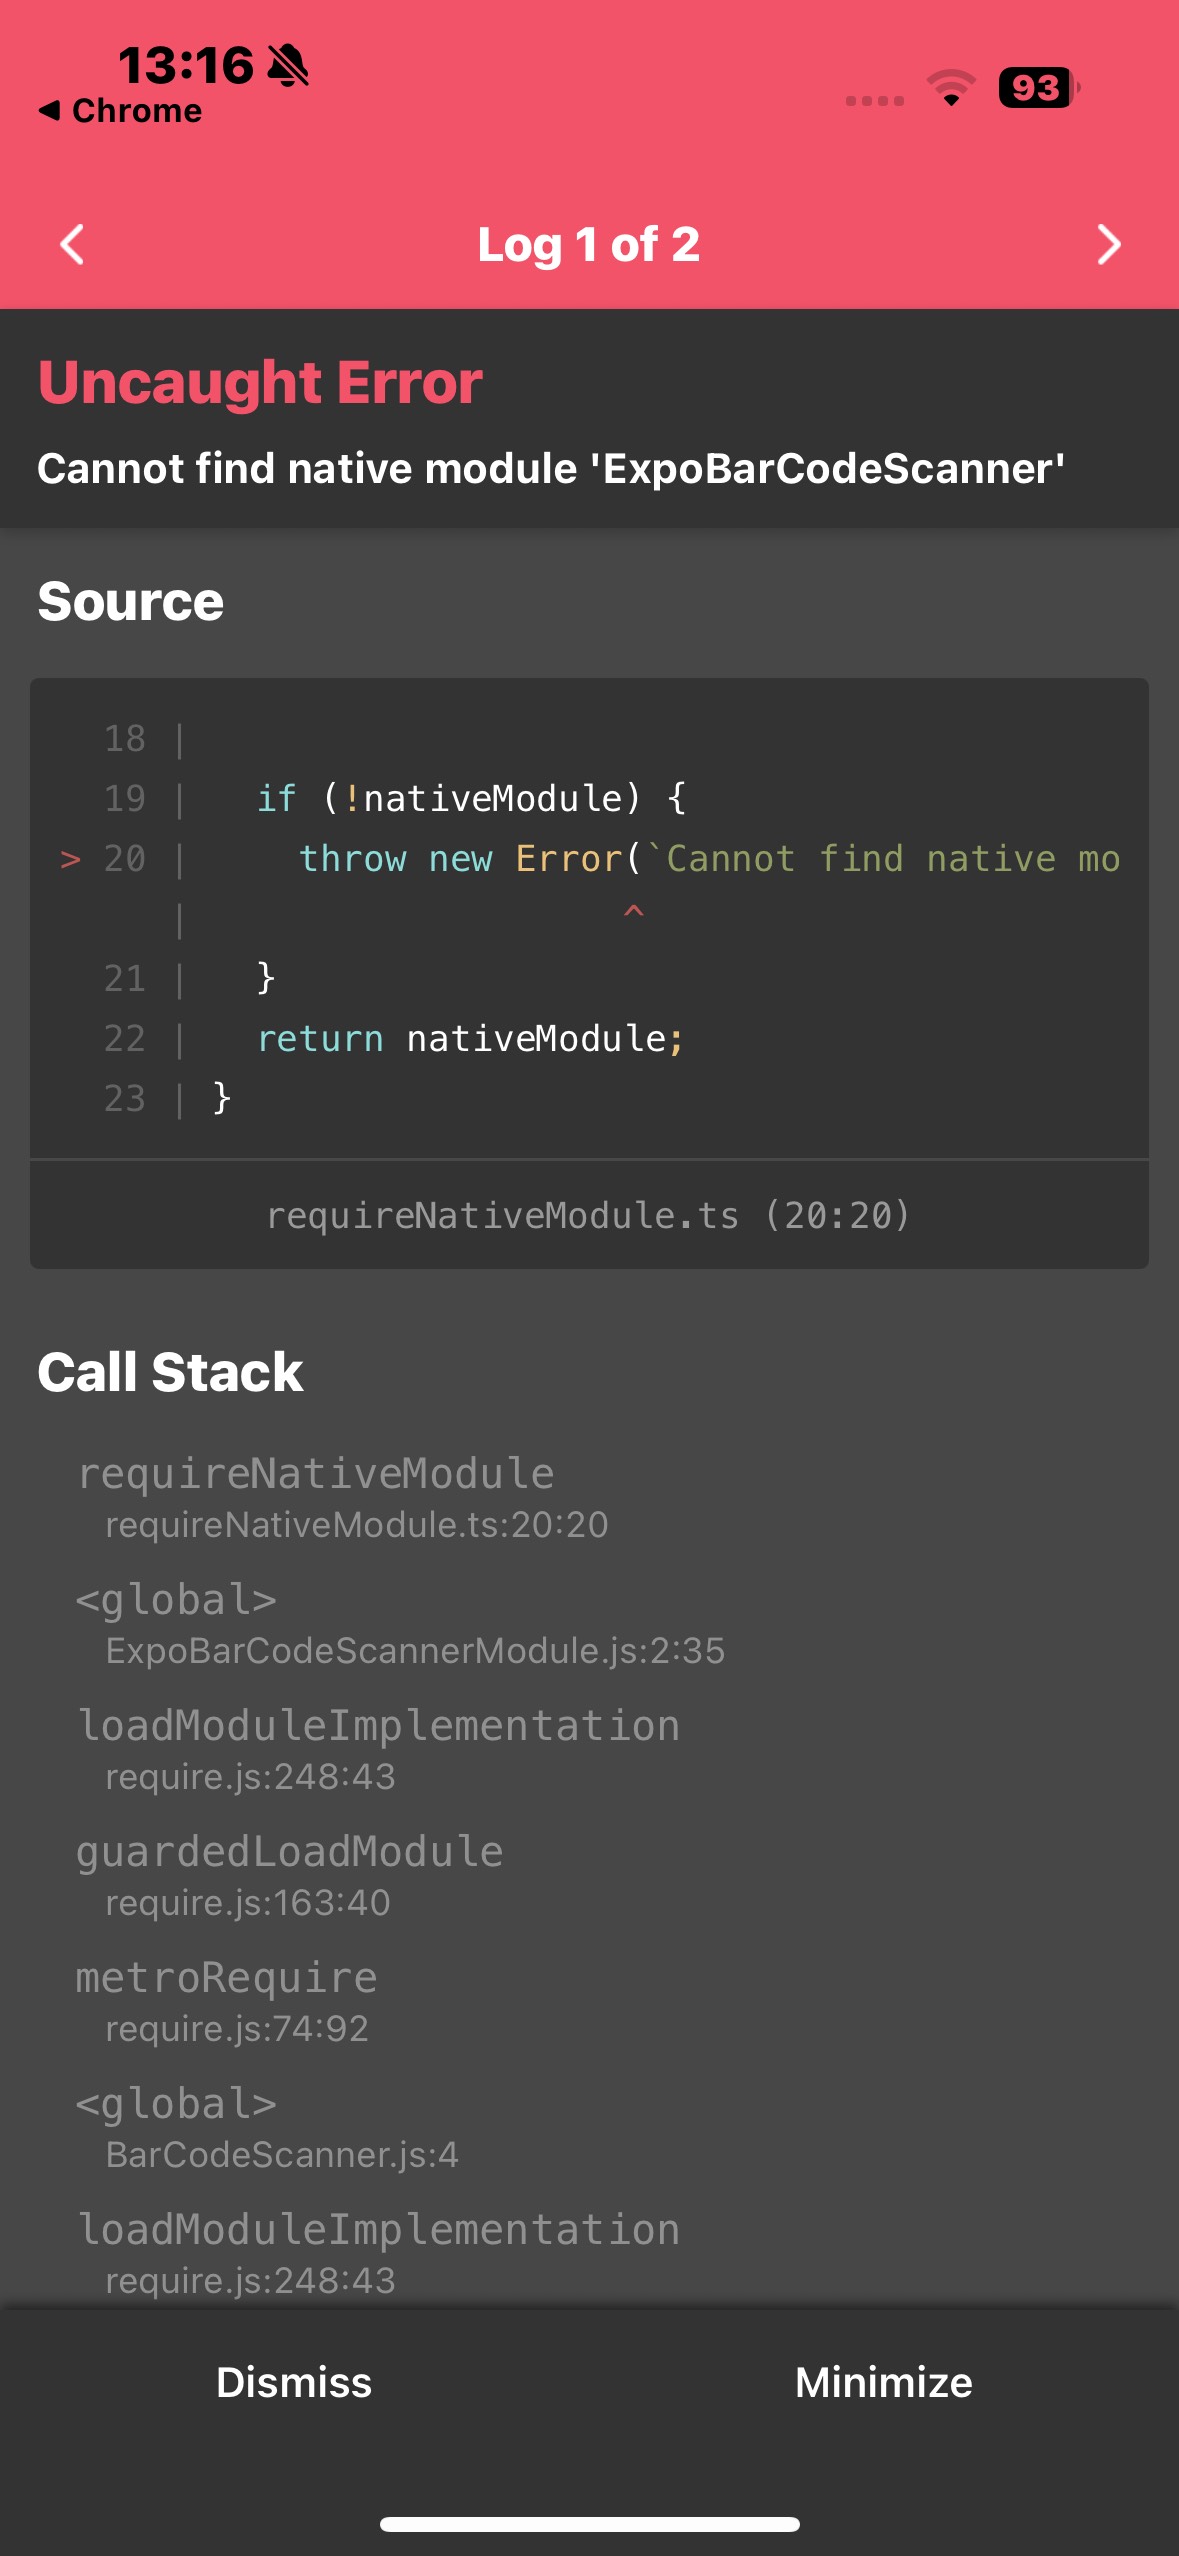 13:16
◀ Chrome
93
Log 1 of 2
Uncaught Error
Cannot find native module 'ExpoBarCodeScanner'
Source
18 |
19 |   if (!nativeModule) {
> 20 |     throw new Error(`Cannot find native mo
|                    ^
21 |   }
22 |   return nativeModule;
23 | }
requireNativeModule.ts (20:20)
Call Stack
requireNativeModule
requireNativeModule.ts:20:20
<global>
ExpoBarCodeScannerModule.js:2:35
loadModuleImplementation
require.js:248:43
guardedLoadModule
require.js:163:40
metroRequire
require.js:74:92
<global>
BarCodeScanner.js:4
loadModuleImplementation
require.js:248:43
Dismiss
Minimize